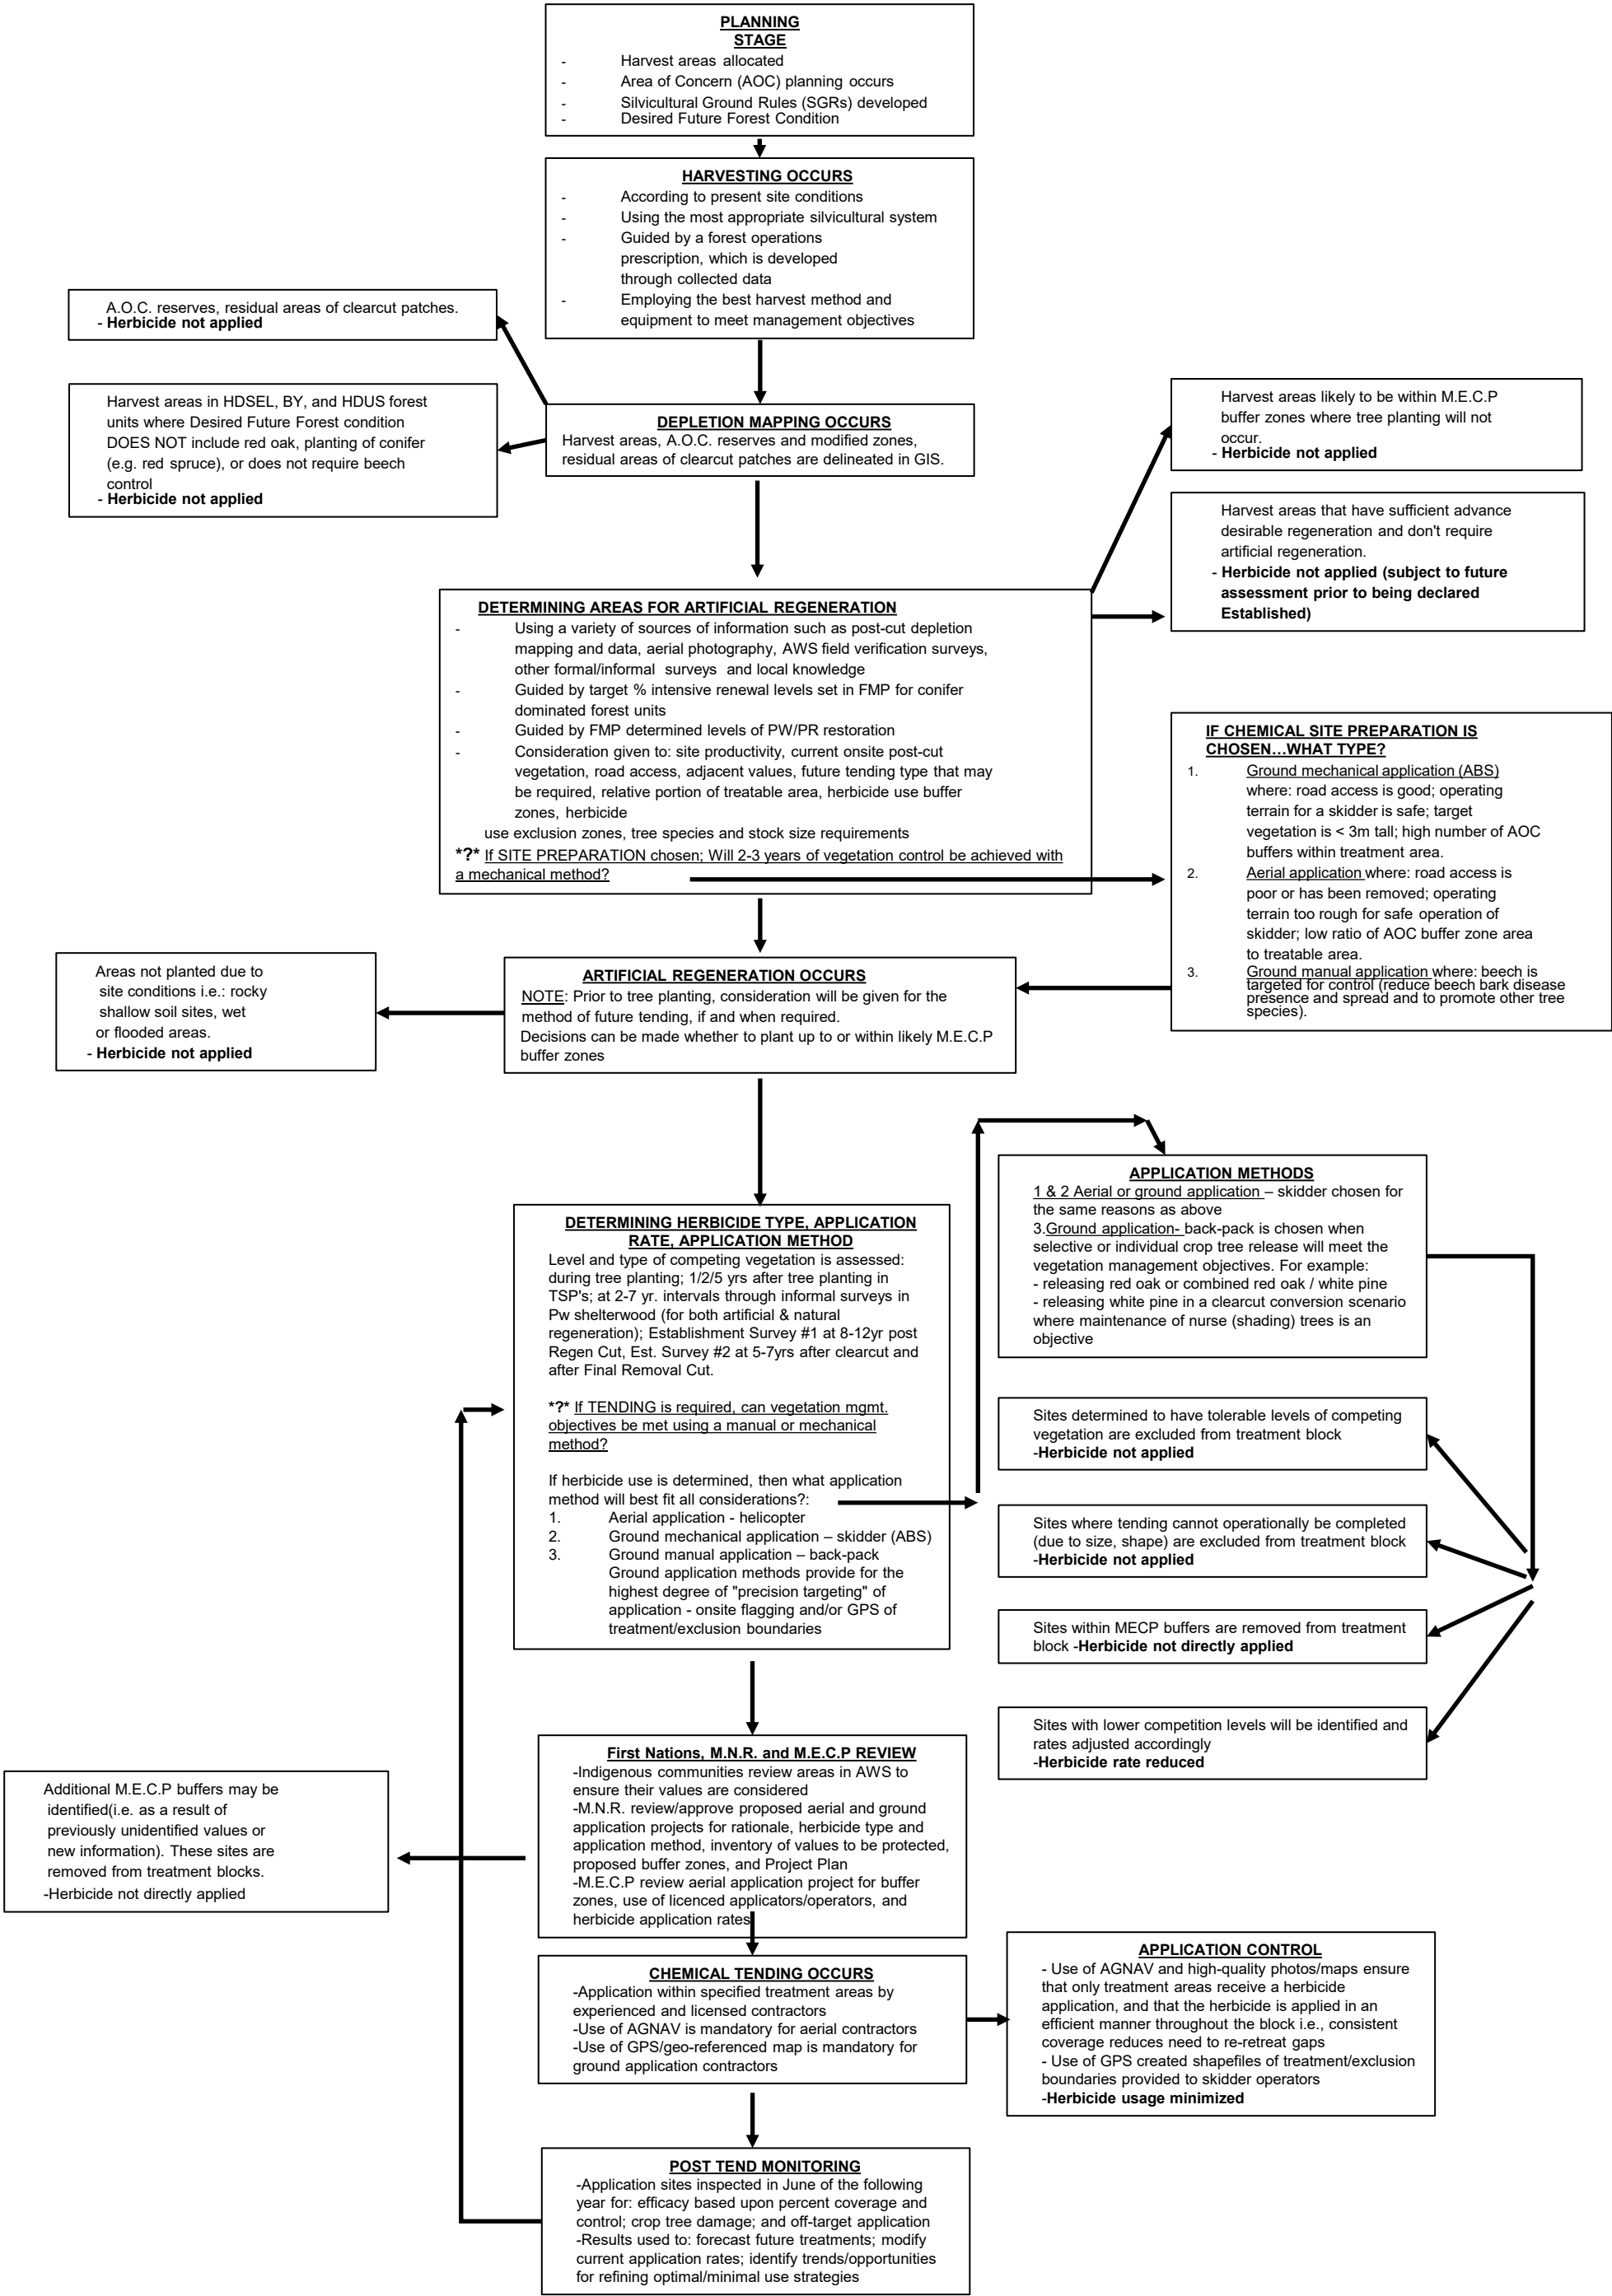 PLANNING
STAGE
- Harvest areas allocated
- Area of Concern (AOC) planning occurs
- Silvicultural Ground Rules (SGRs) developed
- Desired Future Forest Condition
HARVESTING OCCURS
- According to present site conditions
- Using the most appropriate silvicultural system
- Guided by a forest operations
prescription, which is developed
through collected data
- Employing the best harvest method and
equipment to meet management objectives
A.O.C. reserves, residual areas of clearcut patches.
- Herbicide not applied
Harvest areas in HDSEL, BY, and HDUS forest
units where Desired Future Forest condition
DOES NOT include red oak, planting of conifer
(e.g. red spruce), or does not require beech
control
- Herbicide not applied
DEPLETION MAPPING OCCURS
Harvest areas, A.O.C. reserves and modified zones,
residual areas of clearcut patches are delineated in GIS.
Harvest areas likely to be within M.E.C.P
buffer zones where tree planting will not
occur.
- Herbicide not applied
Harvest areas that have sufficient advance
desirable regeneration and don't require
artificial regeneration.
- Herbicide not applied (subject to future
assessment prior to being declared
Established)
DETERMINING AREAS FOR ARTIFICIAL REGENERATION
- Using a variety of sources of information such as post-cut depletion
mapping and data, aerial photography, AWS field verification surveys,
other formal/informal surveys and local knowledge
- Guided by target % intensive renewal levels set in FMP for conifer
dominated forest units
- Guided by FMP determined levels of PW/PR restoration
- Consideration given to: site productivity, current onsite post-cut
vegetation, road access, adjacent values, future tending type that may
be required, relative portion of treatable area, herbicide use buffer
zones, herbicide
use exclusion zones, tree species and stock size requirements
*?* If SITE PREPARATION chosen; Will 2-3 years of vegetation control be achieved with
a mechanical method?
IF CHEMICAL SITE PREPARATION IS
CHOSEN…WHAT TYPE?
1. Ground mechanical application (ABS)
where: road access is good; operating
terrain for a skidder is safe; target
vegetation is < 3m tall; high number of AOC
buffers within treatment area.
2. Aerial application where: road access is
poor or has been removed; operating
terrain too rough for safe operation of
skidder; low ratio of AOC buffer zone area
to treatable area.
3. Ground manual application where: beech is
targeted for control (reduce beech bark disease
presence and spread and to promote other tree
species).
Areas not planted due to
site conditions i.e.: rocky
shallow soil sites, wet
or flooded areas.
- Herbicide not applied
ARTIFICIAL REGENERATION OCCURS
NOTE: Prior to tree planting, consideration will be given for the
method of future tending, if and when required.
Decisions can be made whether to plant up to or within likely M.E.C.P
buffer zones
APPLICATION METHODS
1 & 2 Aerial or ground application – skidder chosen for
the same reasons as above
3.Ground application- back-pack is chosen when
selective or individual crop tree release will meet the
vegetation management objectives. For example:
- releasing red oak or combined red oak / white pine
- releasing white pine in a clearcut conversion scenario
where maintenance of nurse (shading) trees is an
objective
DETERMINING HERBICIDE TYPE, APPLICATION
RATE, APPLICATION METHOD
Level and type of competing vegetation is assessed:
during tree planting; 1/2/5 yrs after tree planting in
TSP's; at 2-7 yr. intervals through informal surveys in
Pw shelterwood (for both artificial & natural
regeneration); Establishment Survey #1 at 8-12yr post
Regen Cut, Est. Survey #2 at 5-7yrs after clearcut and
after Final Removal Cut.
*?* If TENDING is required, can vegetation mgmt.
objectives be met using a manual or mechanical
method?
If herbicide use is determined, then what application
method will best fit all considerations?:
1. Aerial application - helicopter
2. Ground mechanical application – skidder (ABS)
3. Ground manual application – back-pack
Ground application methods provide for the
highest degree of "precision targeting" of
application - onsite flagging and/or GPS of
treatment/exclusion boundaries
Sites determined to have tolerable levels of competing
vegetation are excluded from treatment block
-Herbicide not applied
Sites where tending cannot operationally be completed
(due to size, shape) are excluded from treatment block
-Herbicide not applied
Sites within MECP buffers are removed from treatment
block -Herbicide not directly applied
Sites with lower competition levels will be identified and
rates adjusted accordingly
-Herbicide rate reduced
First Nations, M.N.R. and M.E.C.P REVIEW
-Indigenous communities review areas in AWS to
ensure their values are considered
-M.N.R. review/approve proposed aerial and ground
application projects for rationale, herbicide type and
application method, inventory of values to be protected,
proposed buffer zones, and Project Plan
-M.E.C.P review aerial application project for buffer
zones, use of licenced applicators/operators, and
herbicide application rates
Additional M.E.C.P buffers may be
identified(i.e. as a result of
previously unidentified values or
new information). These sites are
removed from treatment blocks.
-Herbicide not directly applied
CHEMICAL TENDING OCCURS
-Application within specified treatment areas by
experienced and licensed contractors
-Use of AGNAV is mandatory for aerial contractors
-Use of GPS/geo-referenced map is mandatory for
ground application contractors
APPLICATION CONTROL
- Use of AGNAV and high-quality photos/maps ensure
that only treatment areas receive a herbicide
application, and that the herbicide is applied in an
efficient manner throughout the block i.e., consistent
coverage reduces need to re-retreat gaps
- Use of GPS created shapefiles of treatment/exclusion
boundaries provided to skidder operators
-Herbicide usage minimized
POST TEND MONITORING
-Application sites inspected in June of the following
year for: efficacy based upon percent coverage and
control; crop tree damage; and off-target application
-Results used to: forecast future treatments; modify
current application rates; identify trends/opportunities
for refining optimal/minimal use strategies